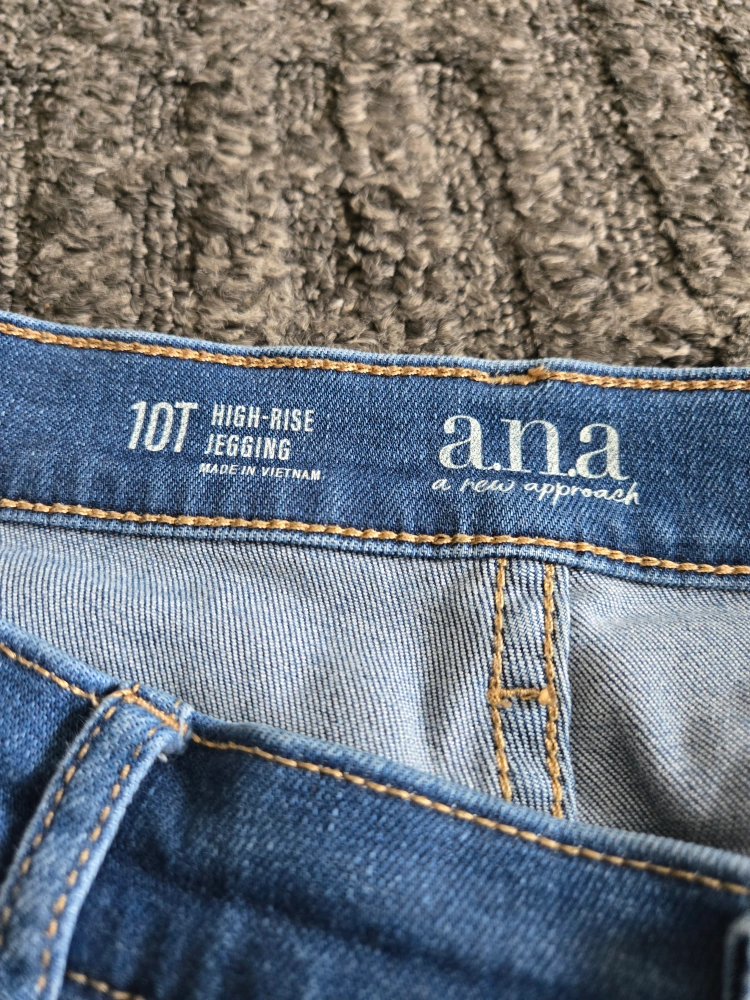 10T
HIGH-RISE
JEGGING
MADE IN VIETNAM
a.n.a
a new approach